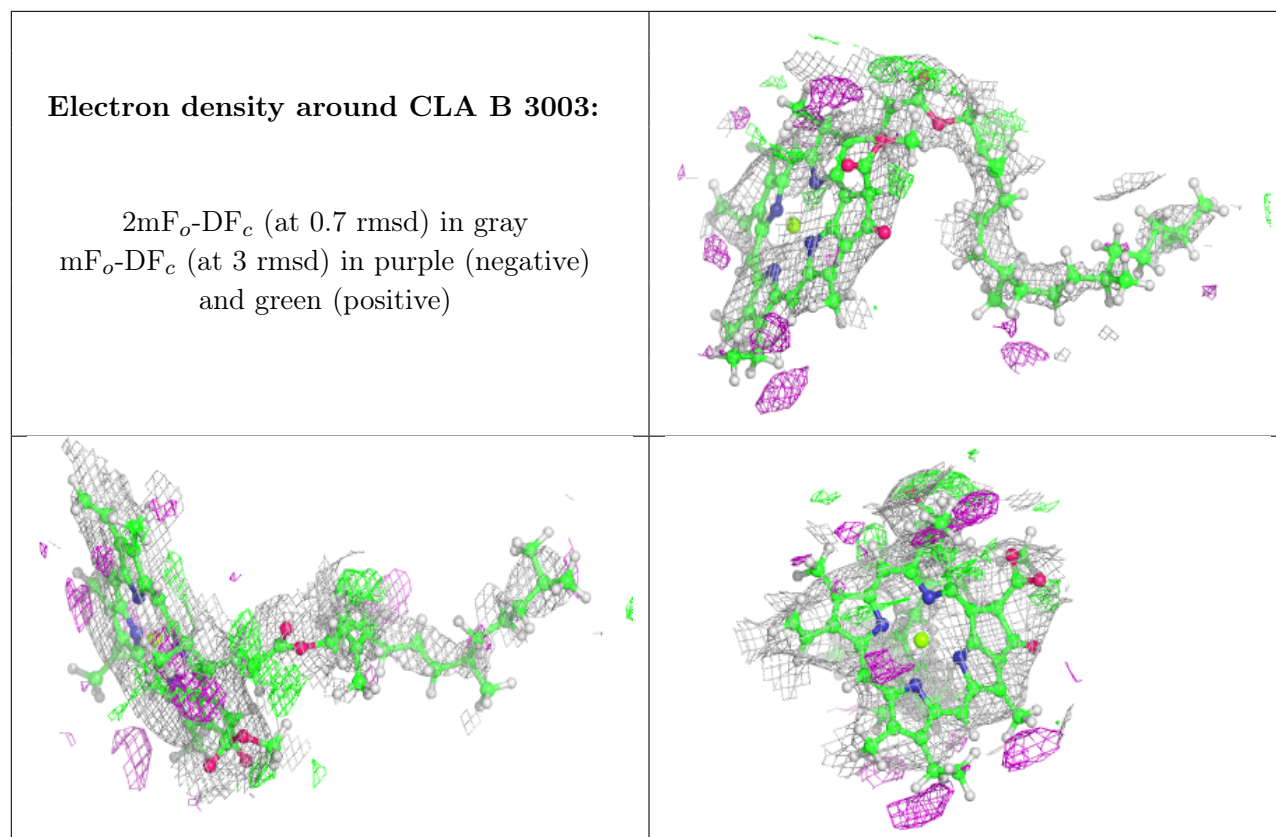 Electron density around CLA B 3003:
2mFo-DFc (at 0.7 rmsd) in gray
mFo-DFc (at 3 rmsd) in purple (negative)
and green (positive)